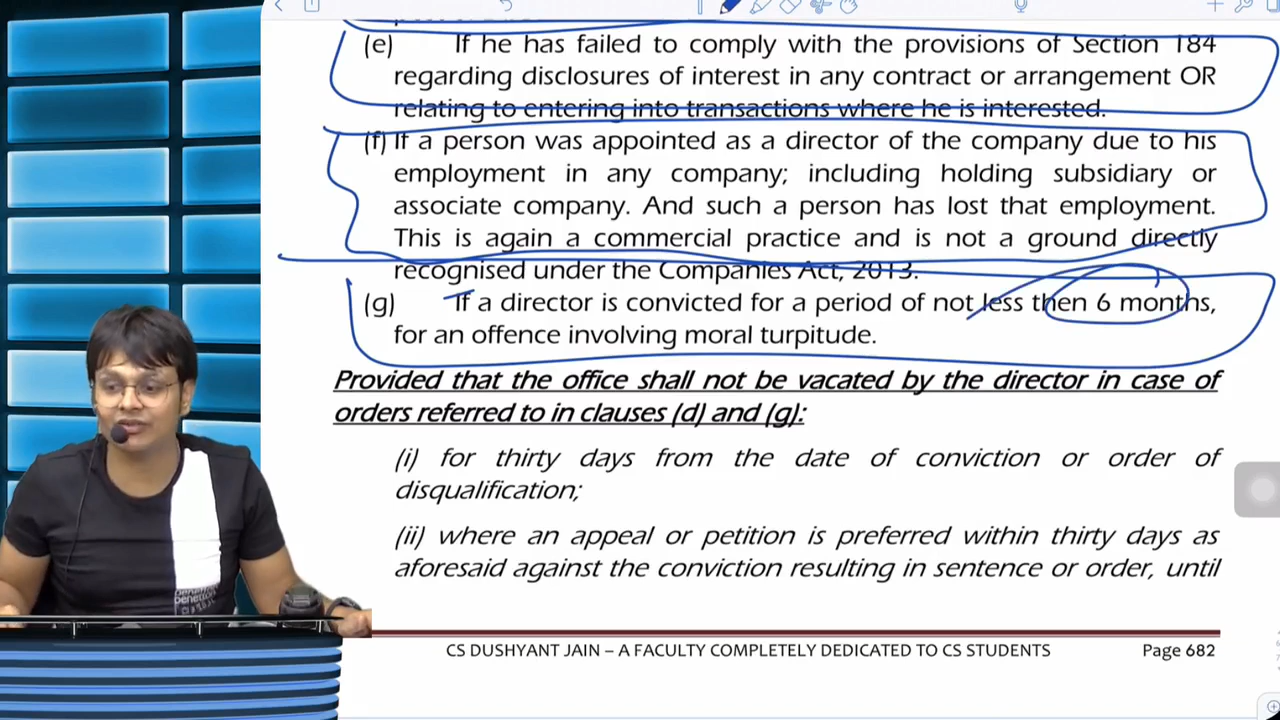 (e) If he has failed to comply with the provisions of Section 184
regarding disclosures of interest in any contract or arrangement OR
relating to entering into transactions where he is interested.
(f) If a person was appointed as a director of the company due to his
employment in any company; including holding subsidiary or
associate company. And such a person has lost that employment.
This is again a commercial practice and is not a ground directly
recognised under the Companies Act, 2013.
(g) If a director is convicted for a period of not less then 6 months,
for an offence involving moral turpitude.
Provided that the office shall not be vacated by the director in case of
orders referred to in clauses (d) and (g):
(i) for thirty days from the date of conviction or order of
disqualification;
(ii) where an appeal or petition is preferred within thirty days as
aforesaid against the conviction resulting in sentence or order, until
CS DUSHYANT JAIN – A FACULTY COMPLETELY DEDICATED TO CS STUDENTS Page 682